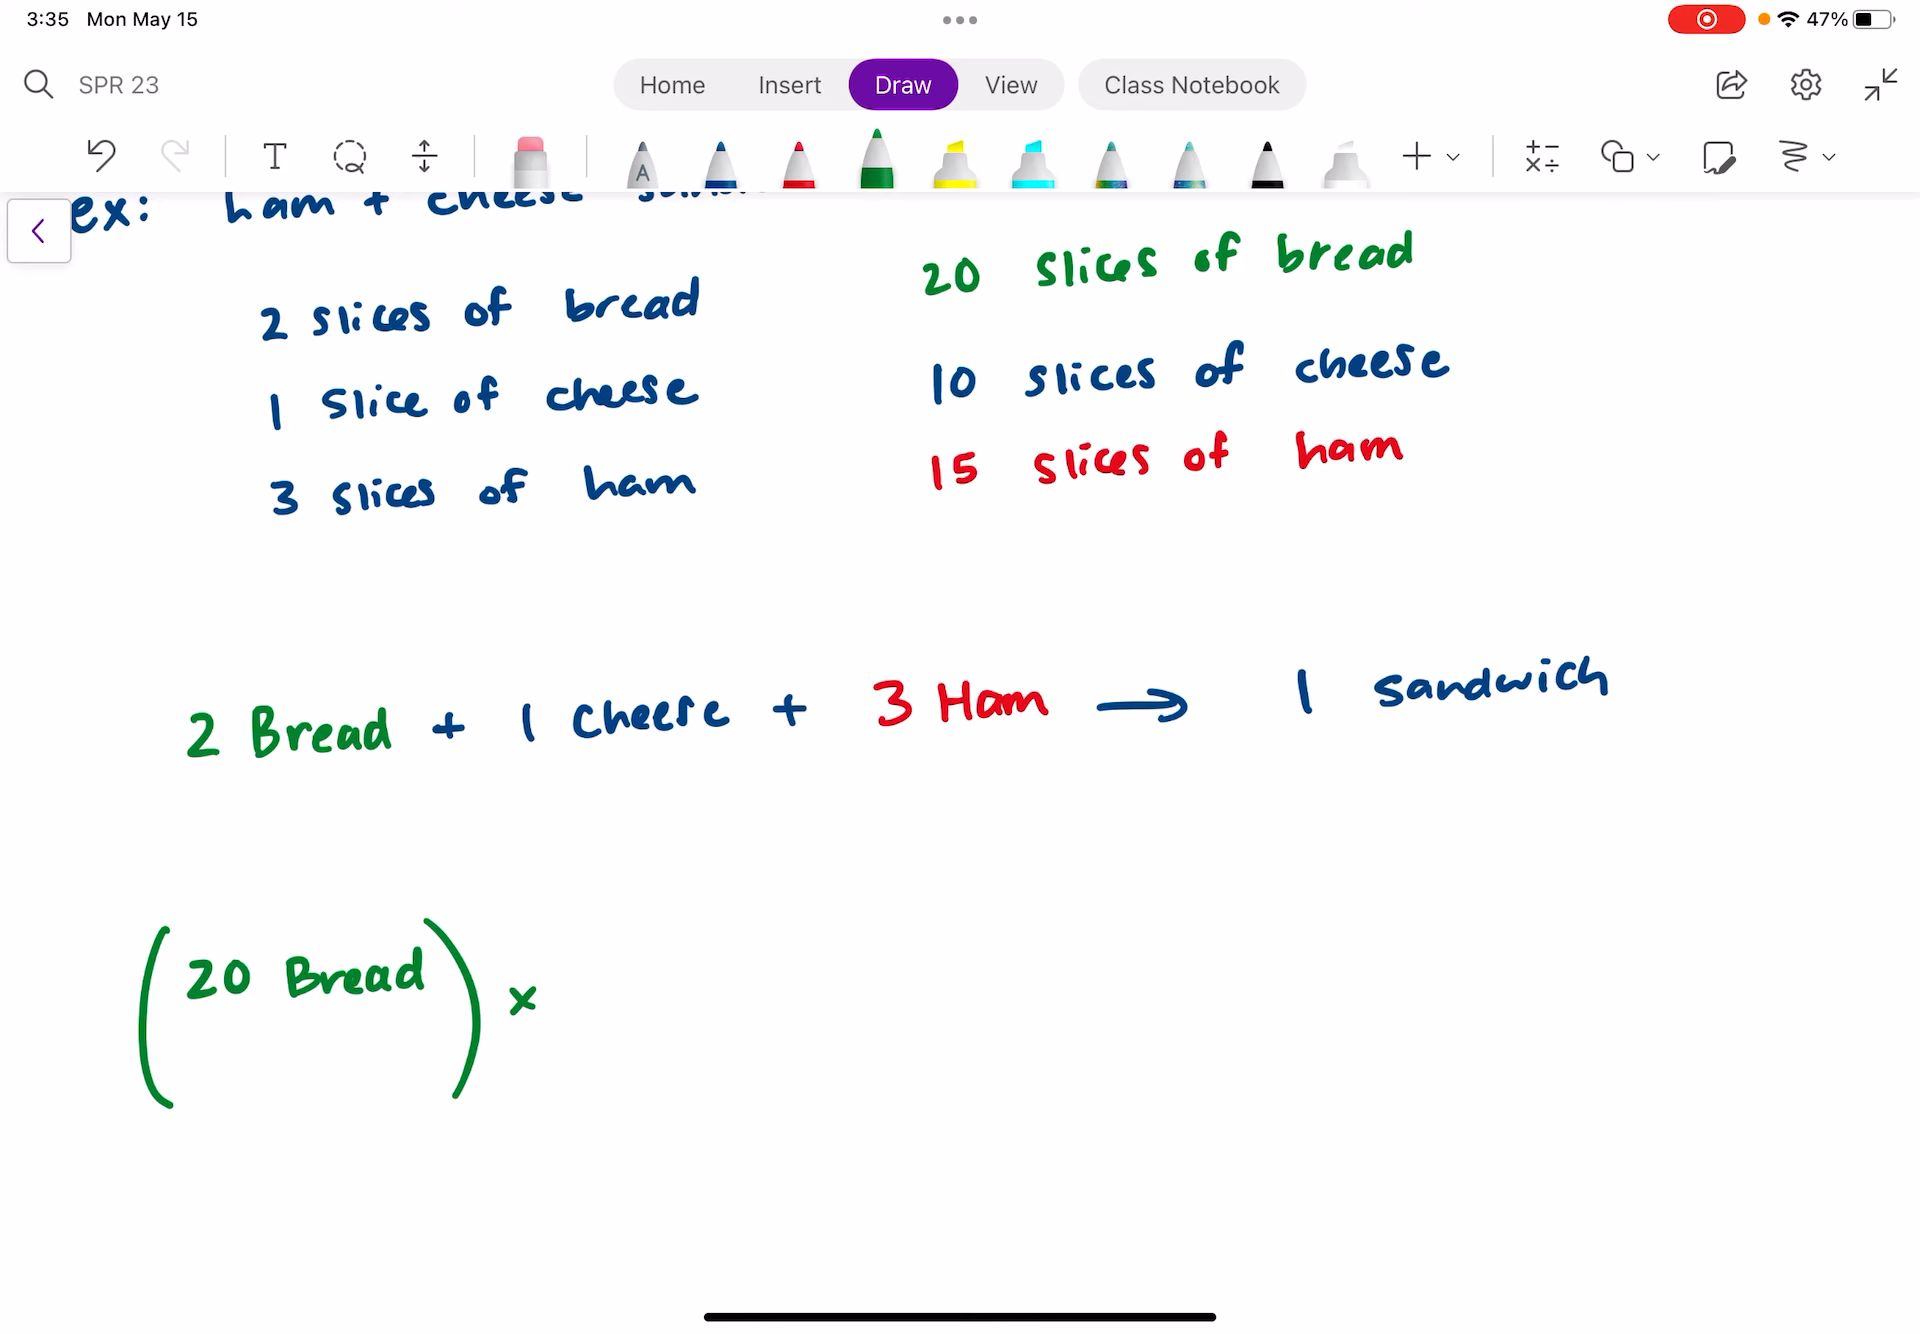 3:35 Mon May 15
47%
SPR 23
Home Insert Draw View Class Notebook
T
A
ex: ham + cheese
20 slices of bread
2 slices of bread
10 slices of cheese
1 slice of cheese
15 slices of ham
3 slices of ham
2 Bread + 1 cheese + 3 Ham → 1 sandwich
(20 Bread) x